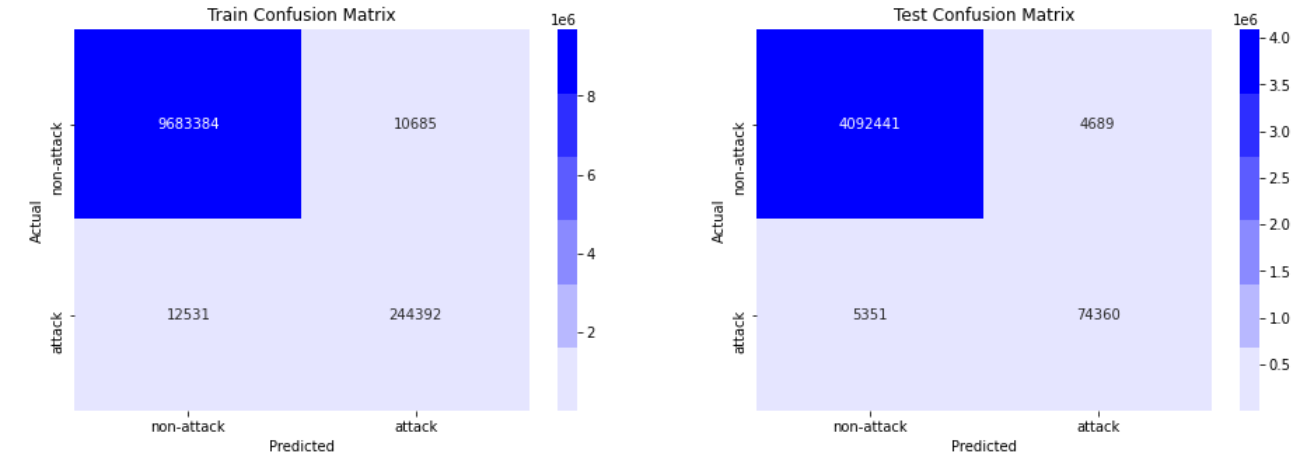 Train Confusion Matrix
1e6
9683384
10685
12531
244392
non-attack
attack
Actual
non-attack
attack
Predicted
8
6
4
2
Test Confusion Matrix
1e6
4092441
4689
5351
74360
non-attack
attack
Actual
non-attack
attack
Predicted
4.0
3.5
3.0
2.5
2.0
1.5
1.0
0.5